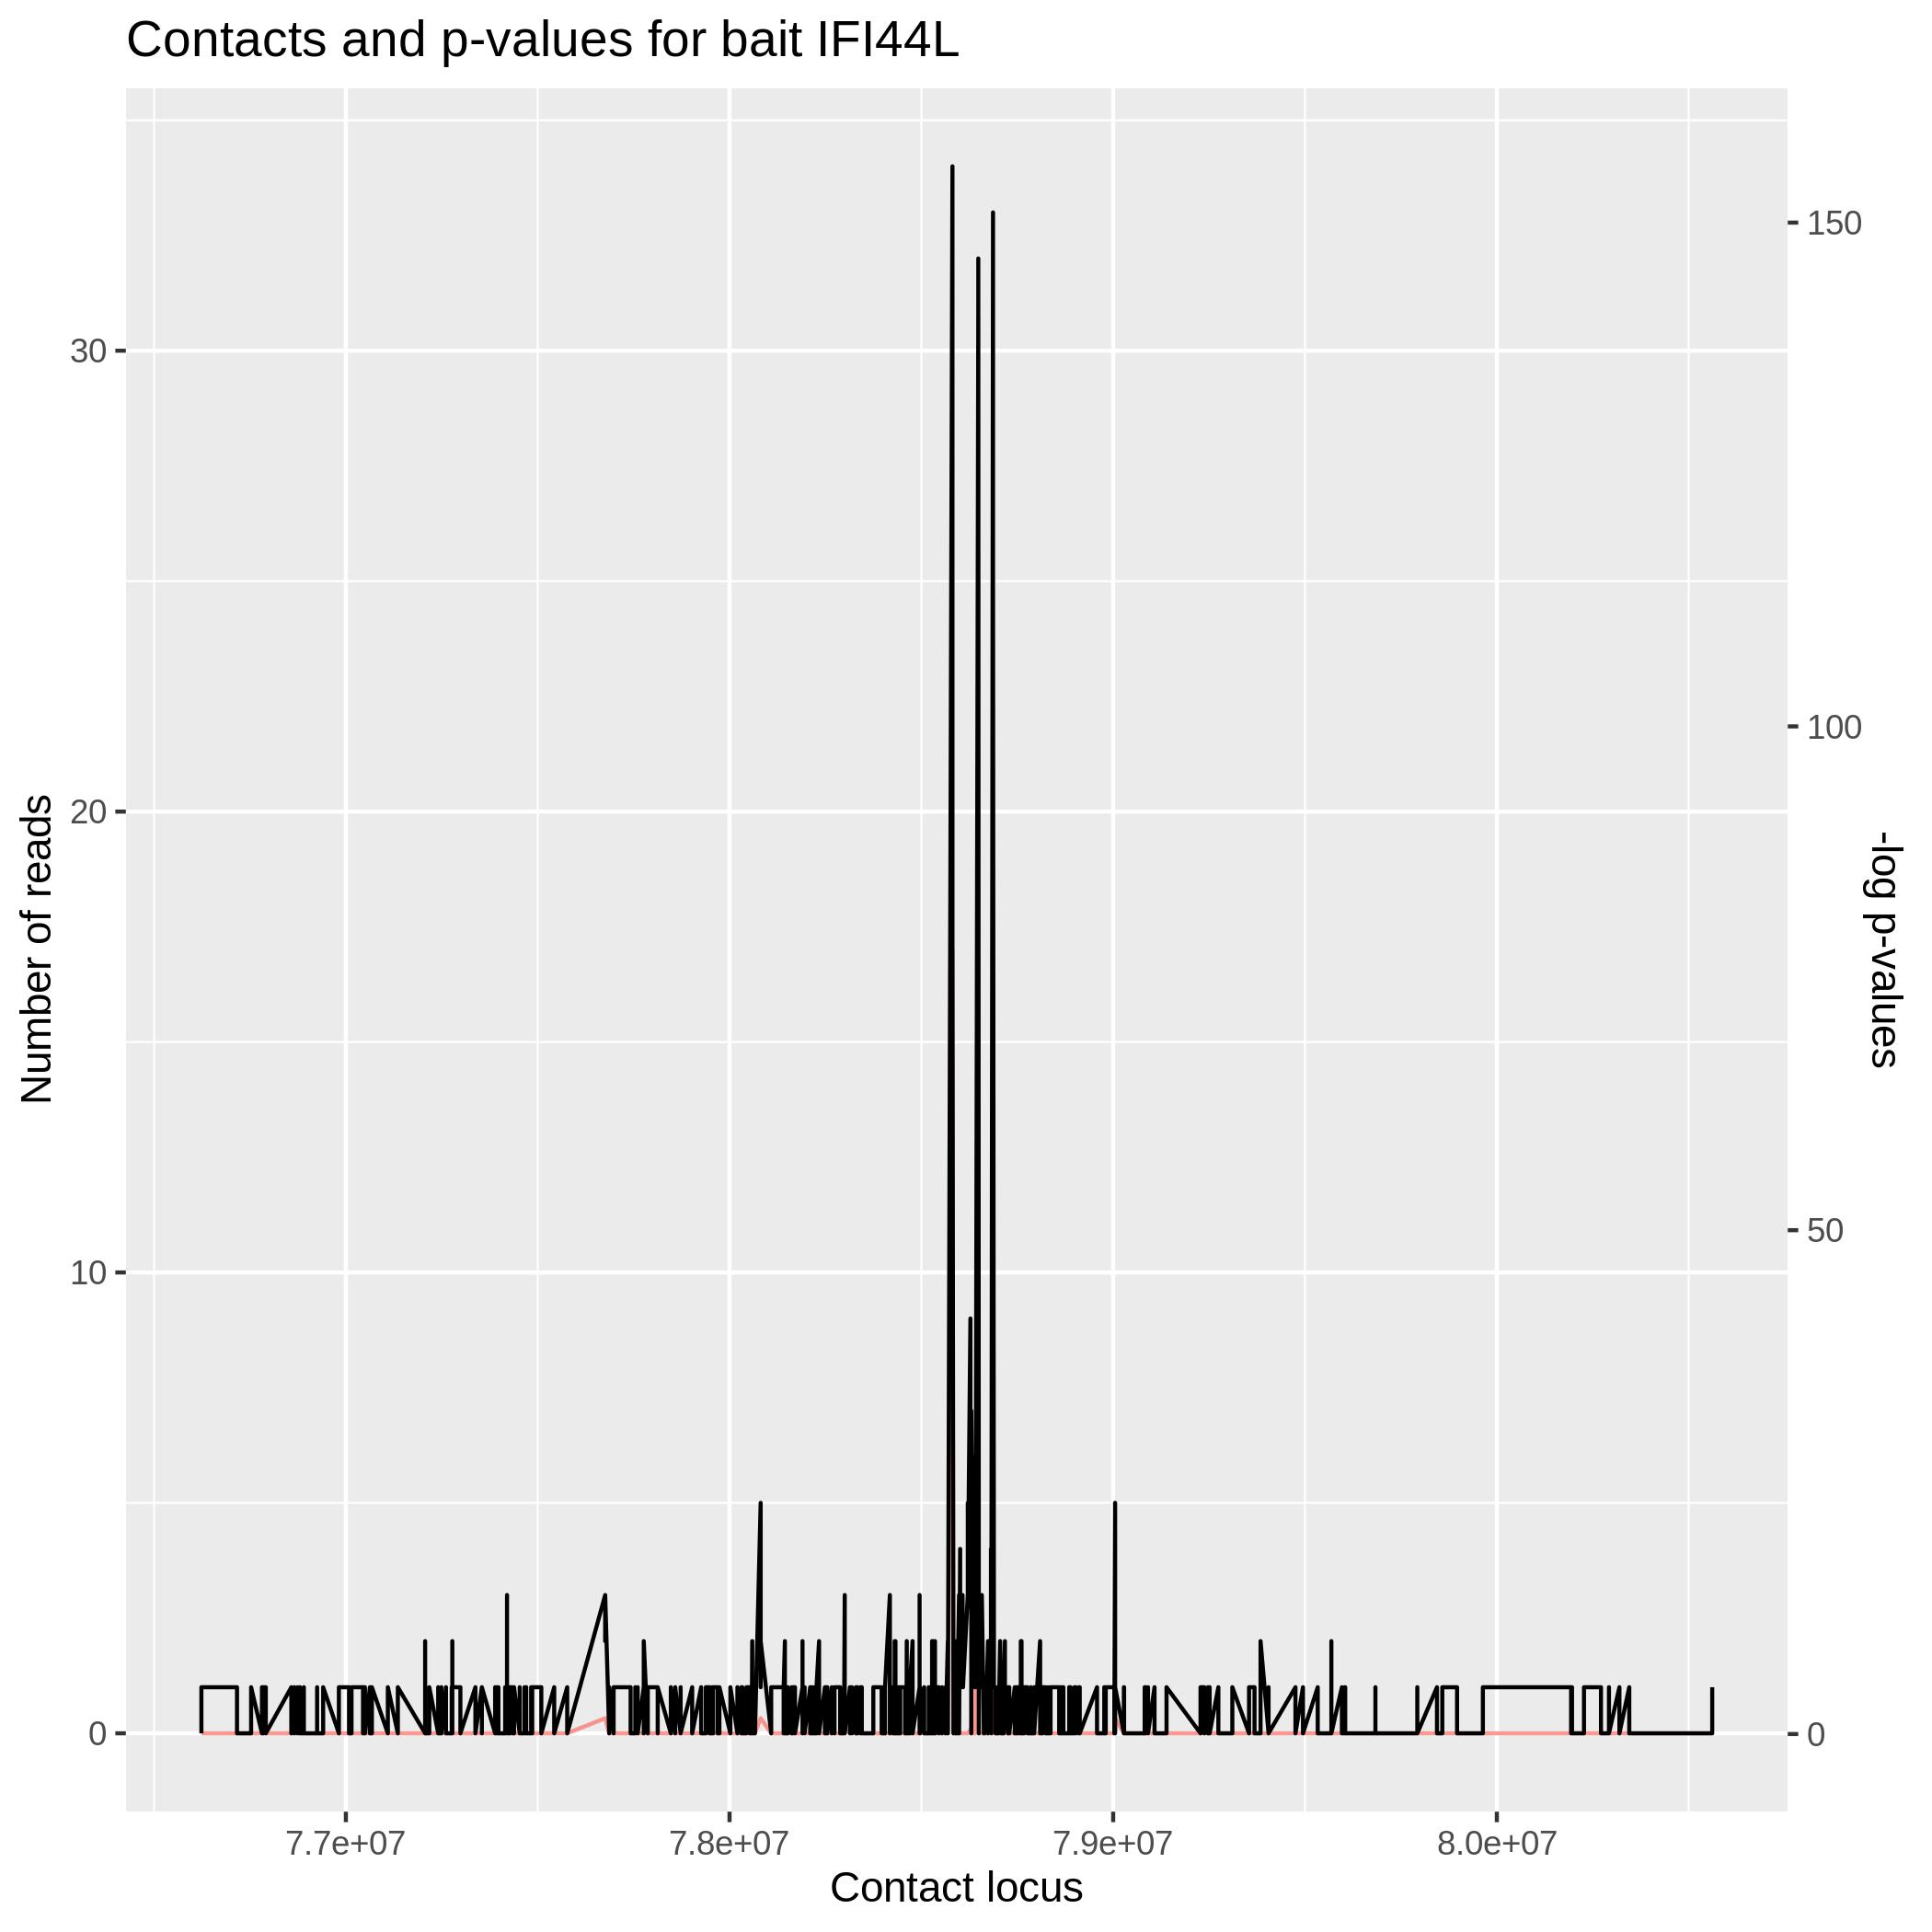 Contacts and p-values for bait IFI44L
Number of reads
30
20
10
0
150
100
50
0
-log p-values
7.7e+07 7.8e+07 7.9e+07 8.0e+07
Contact locus